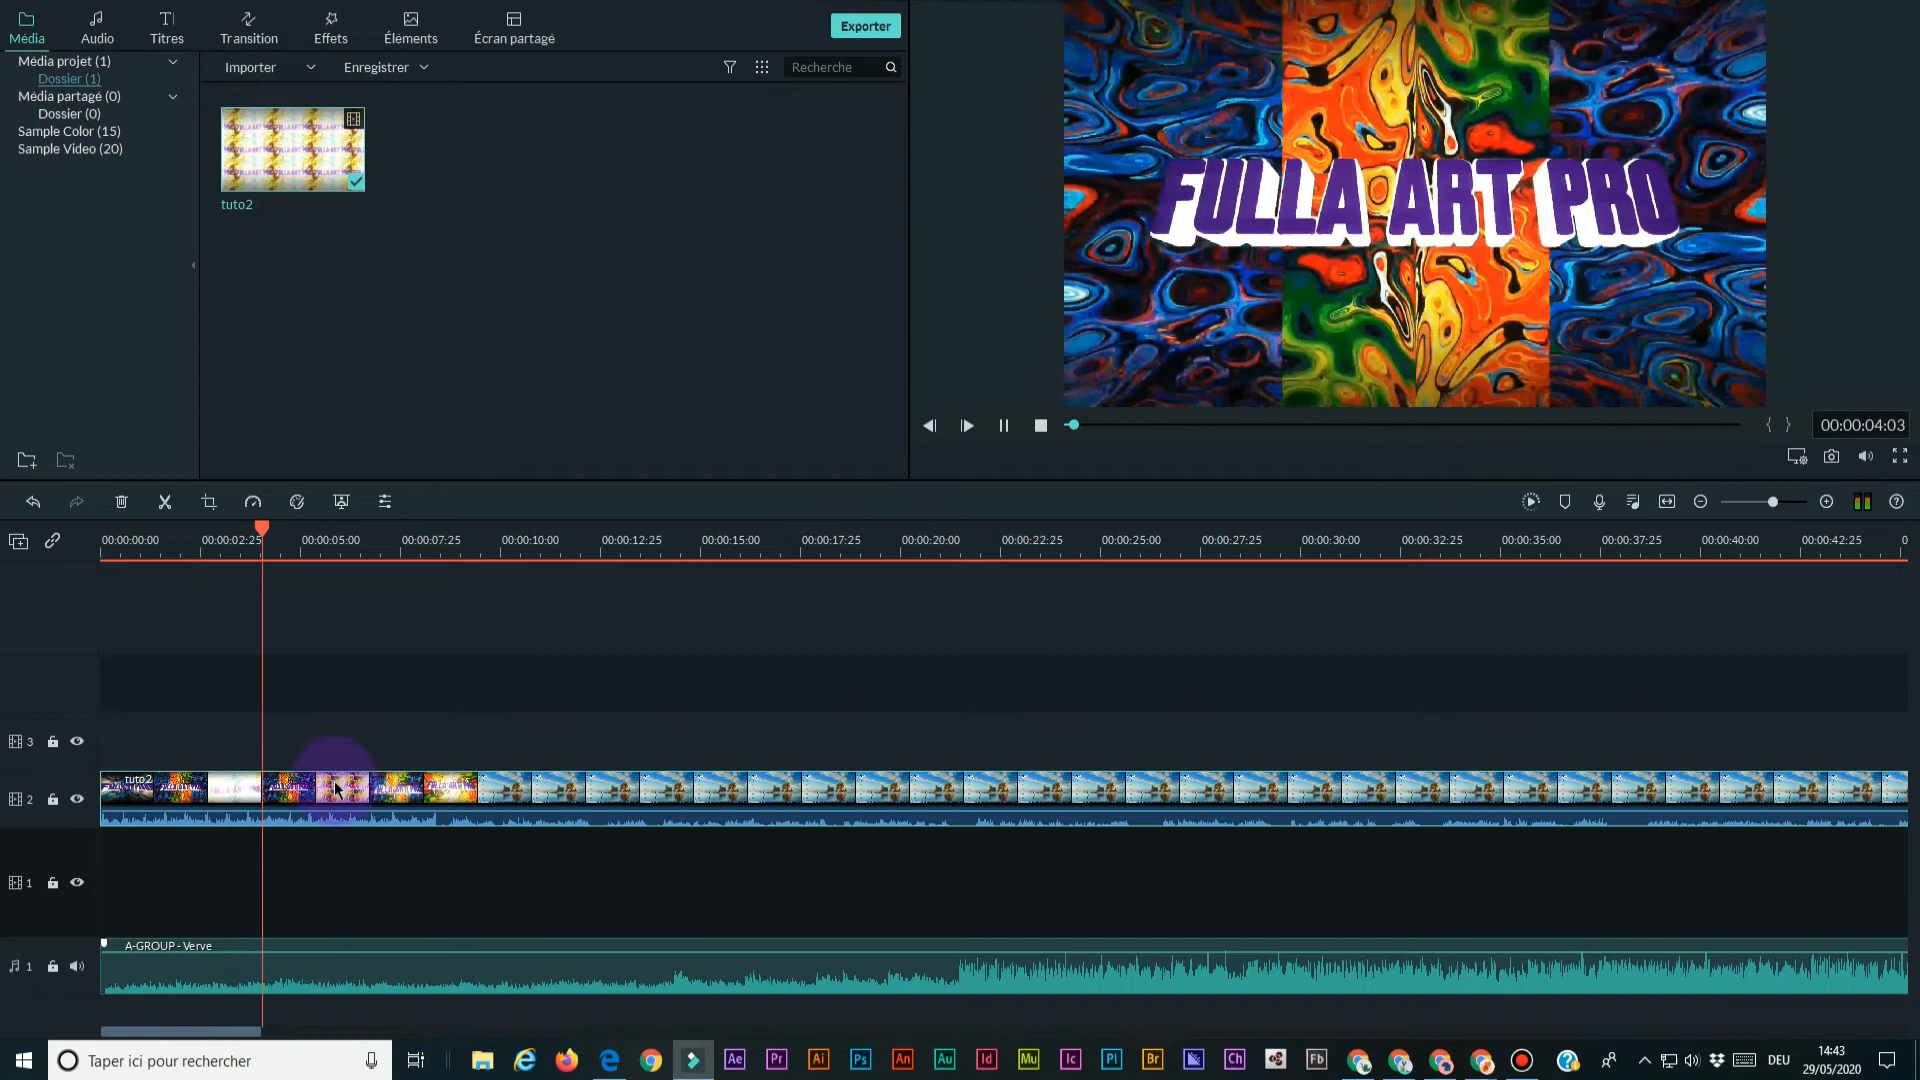 Média
Audio
Titres
Transition
Effets
Éléments
Écran partagé
Exporter
Média projet (1)
Dossier (1)
Média partagé (0)
Dossier (0)
Sample Color (15)
Sample Video (20)
Importer
Enregistrer
Recherche
tuto2
FULLA ART PRO
00:00:04:03
00:00:00:00
00:00:02:25
00:00:05:00
00:00:07:25
00:00:10:00
00:00:12:25
00:00:15:00
00:00:17:25
00:00:20:00
00:00:22:25
00:00:25:00
00:00:27:25
00:00:30:00
00:00:32:25
00:00:35:00
00:00:37:25
00:00:40:00
00:00:42:25
0
3
tuto2
2
1
A-GROUP - Verve
1
Taper ici pour rechercher
Ae
Pr
Ai
Ps
An
Au
Id
Mu
Ic
Pl
Br
Ch
Fb
DEU
14:43
29/05/2020